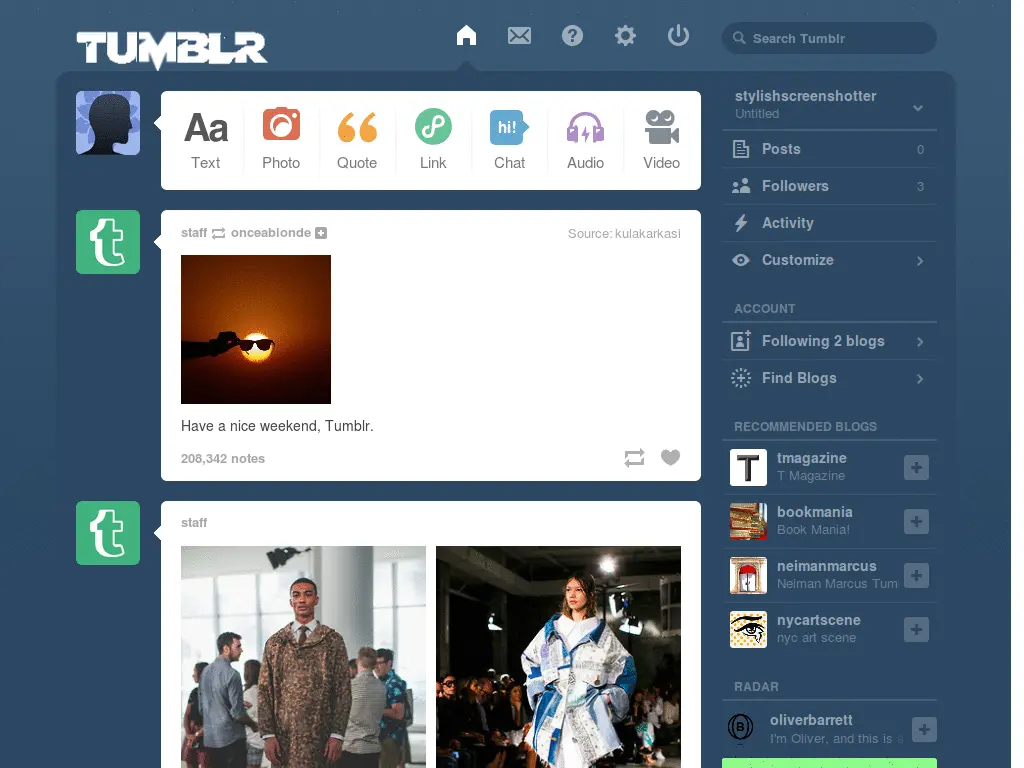 TUMBLR
Search Tumblr
Aa
Text
Photo
Quote
Link
hi!
Chat
Audio
Video
staff onceablonde
Source: kulakarkasi
Have a nice weekend, Tumblr.
208,342 notes
staff
stylishscreenshotter
Untitled
Posts 0
Followers 3
Activity
Customize
ACCOUNT
Following 2 blogs
Find Blogs
RECOMMENDED BLOGS
T
tmagazine
T Magazine
bookmania
Book Mania!
neimanmarcus
Neiman Marcus Tum
nycartscene
nyc art scene
RADAR
B
oliverbarrett
I'm Oliver, and this is a